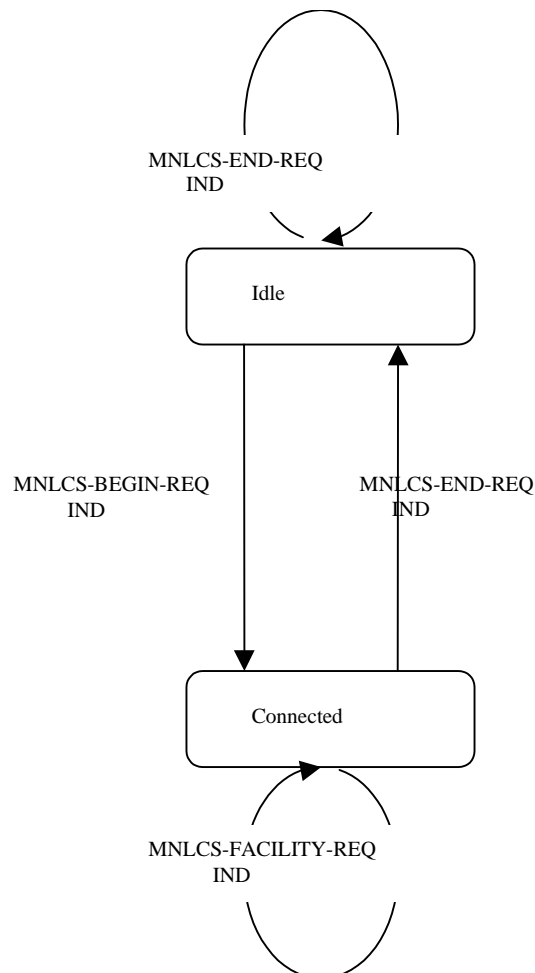 MNLCS-END-REQ
IND
Idle
MNLCS-BEGIN-REQ
IND
MNLCS-END-REQ
IND
Connected
MNLCS-FACILITY-REQ
IND